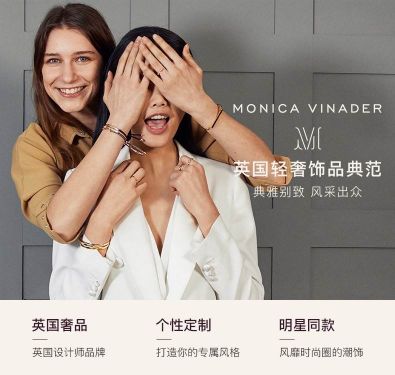 MONICA VINADER
英国轻奢饰品典范
典雅别致 风采出众
英国奢品
个性定制
明星同款
英国设计师品牌
打造你的专属风格
风靡时尚圈的潮饰